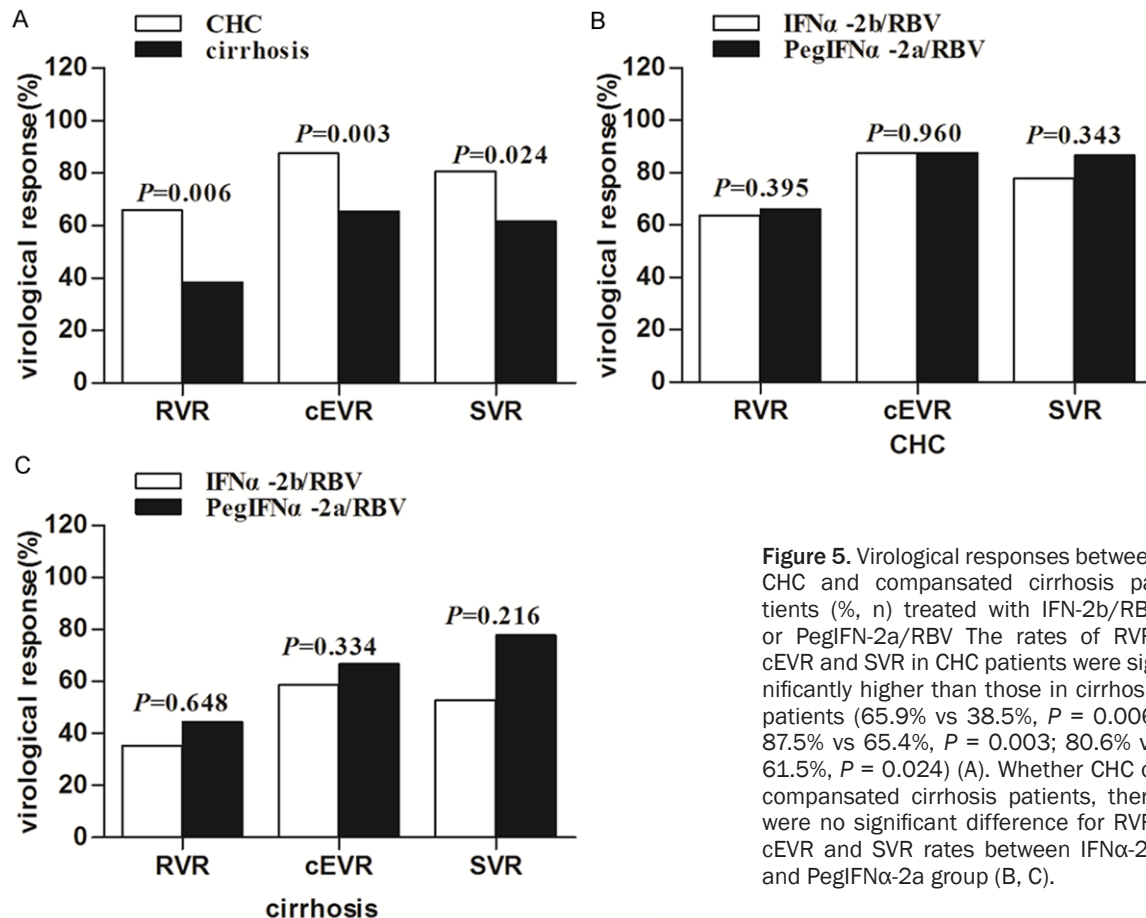 A
CHC
cirrhosis
virological response(%)
120
100
80
60
40
20
0
P=0.006
P=0.003
P=0.024
RVR
cEVR
SVR
B
IFNα -2b/RBV
PegIFNα -2a/RBV
virological response(%)
120
100
80
60
40
20
0
P=0.395
P=0.960
P=0.343
RVR
cEVR
SVR
CHC
C
IFNα -2b/RBV
PegIFNα -2a/RBV
virological response(%)
120
100
80
60
40
20
0
P=0.648
P=0.334
P=0.216
RVR
cEVR
SVR
cirrhosis
Figure 5. Virological responses between
CHC and compansated cirrhosis pa-
tients (%, n) treated with IFN-2b/RB
or PegIFN-2a/RBV The rates of RVR
cEVR and SVR in CHC patients were sig
nificantly higher than those in cirrhos
patients (65.9% vs 38.5%, P = 0.006
87.5% vs 65.4%, P = 0.003; 80.6% v
61.5%, P = 0.024) (A). Whether CHC o
compansated cirrhosis patients, ther
were no significant difference for RVR
cEVR and SVR rates between IFNα-2
and PegIFNα-2a group (B, C).